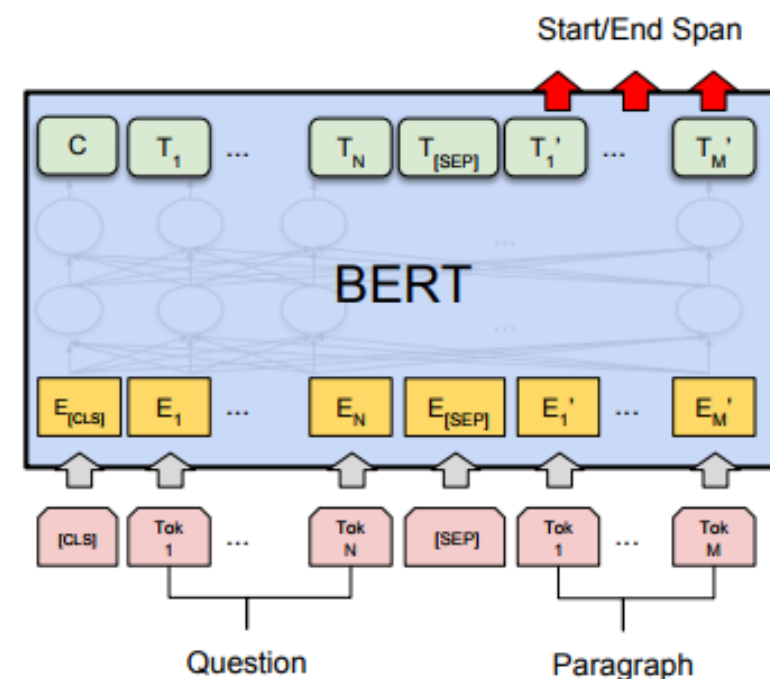 Start/End Span
C T1 ... TN T[SEP] T1' ... TM'
...
BERT
...
E[CLS] E1 ... EN E[SEP] E1' ... EM'
[CLS] Tok 1 ... Tok N [SEP] Tok 1 ... Tok M
Question Paragraph